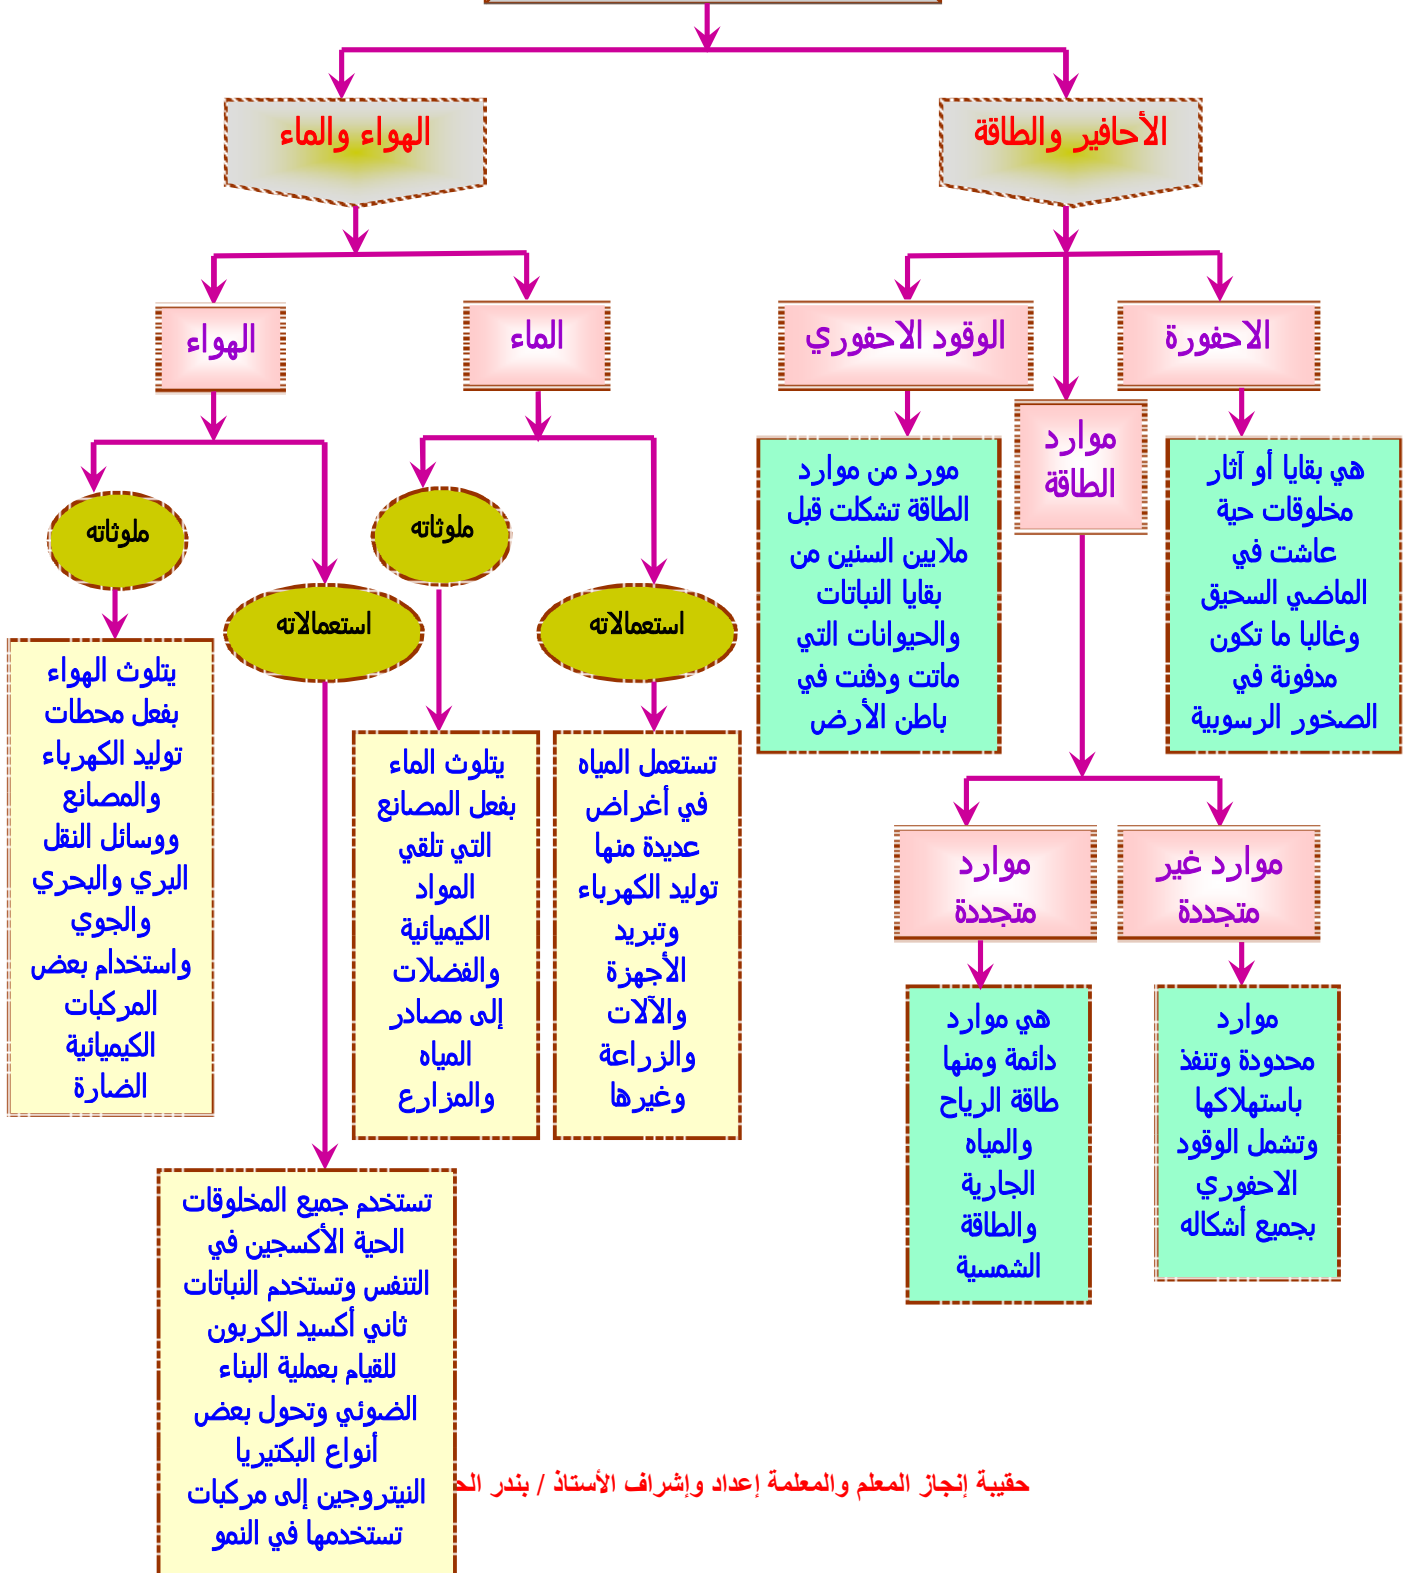 الأحافير والطاقة
الهواء والماء
الاحفورة
الوقود الاحفوري
الماء
الهواء
موارد
الطاقة
هي بقايا أو آثار
مخلوقات حية
عاشت في
الماضي السحيق
وغالبا ما تكون
مدفونة في
الصخور الرسوبية
مورد من موارد
الطاقة تشكلت قبل
ملايين السنين من
بقايا النباتات
والحيوانات التي
ماتت ودفنت في
باطن الأرض
ملوثاته
ملوثاته
استعمالاته
استعمالاته
موارد غير
متجددة
موارد
متجددة
موارد
محدودة وتنفذ
باستهلاكها
وتشمل الوقود
الاحفوري
بجميع أشكاله
هي موارد
دائمة ومنها
طاقة الرياح
والمياه
الجارية
والطاقة
الشمسية
تستعمل المياه
في أغراض
عديدة منها
توليد الكهرباء
وتبريد
الأجهزة
والآلات
والزراعة
وغيرها
يتلوث الماء
بفعل المصانع
التي تلقي
المواد
الكيميائية
والفضلات
إلى مصادر
المياه
والمزارع
يتلوث الهواء
بفعل محطات
توليد الكهرباء
والمصانع
ووسائل النقل
البري والبحري
والجوي
واستخدام بعض
المركبات
الكيميائية
الضارة
تستخدم جميع المخلوقات
الحية الأكسجين في
التنفس وتستخدم النباتات
ثاني أكسيد الكربون
للقيام بعملية البناء
الضوئي وتحول بعض
أنواع البكتيريا
النيتروجين إلى مركبات
تستخدمها في النمو
حقيبة إنجاز المعلم والمعلمة إعداد وإشراف الأستاذ / بندر